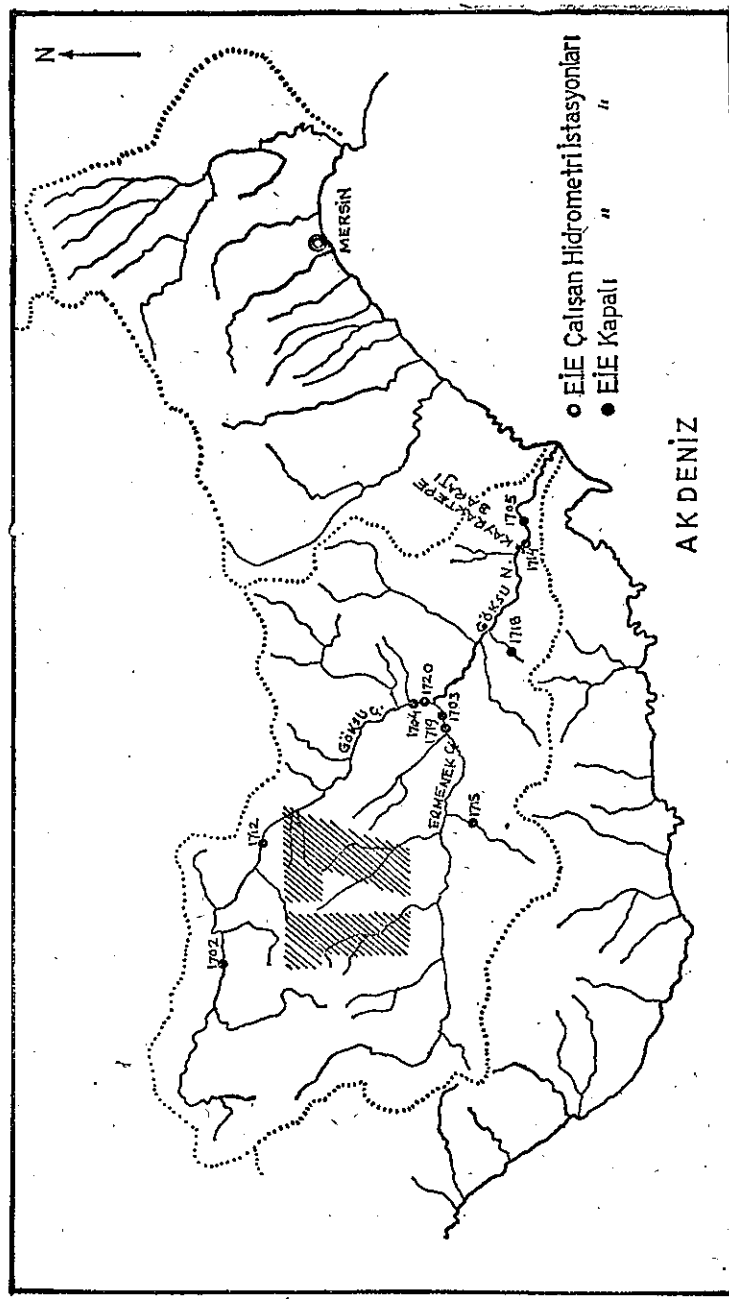 N
MERSİN
EİE Çalışan Hidrometri İstasyonları
EİE Kapalı " "
AKDENİZ
KAYRAKTEPE
BARAJI
1705
1714
GÖKSU N.
1718
1720
1704
1719
1703
GÖKSU Ç.
ERMENEK Ç.
1715
1712
1702